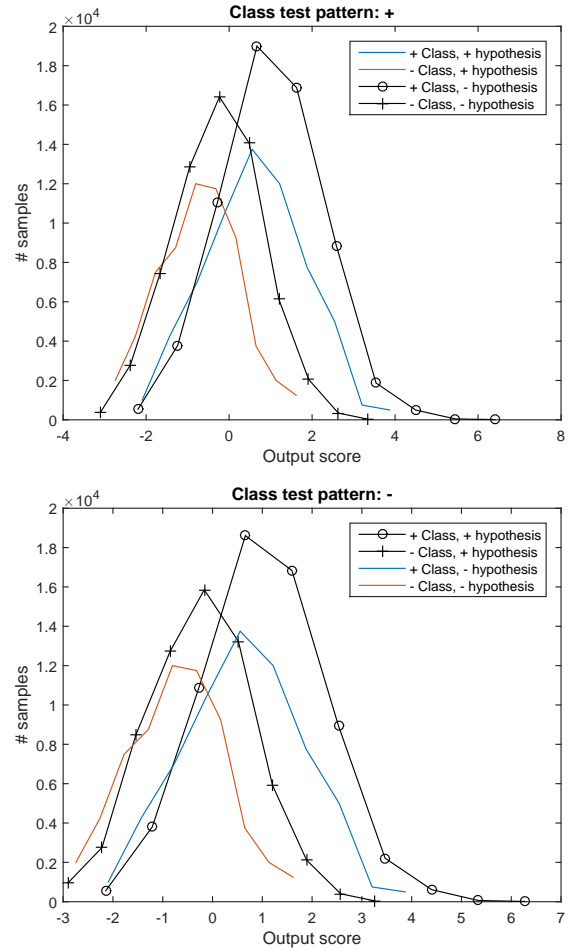 Class test pattern: +
×10⁴
2
1.8
1.6
1.4
1.2
1
0.8
0.6
0.4
0.2
0
# samples
+ Class, + hypothesis
- Class, + hypothesis
+ Class, - hypothesis
- Class, - hypothesis
-4 -2 0 2 4 6 8
Output score
Class test pattern: -
×10⁴
2
1.8
1.6
1.4
1.2
1
0.8
0.6
0.4
0.2
0
# samples
+ Class, + hypothesis
- Class, + hypothesis
+ Class, - hypothesis
- Class, - hypothesis
-3 -2 -1 0 1 2 3 4 5 6 7
Output score